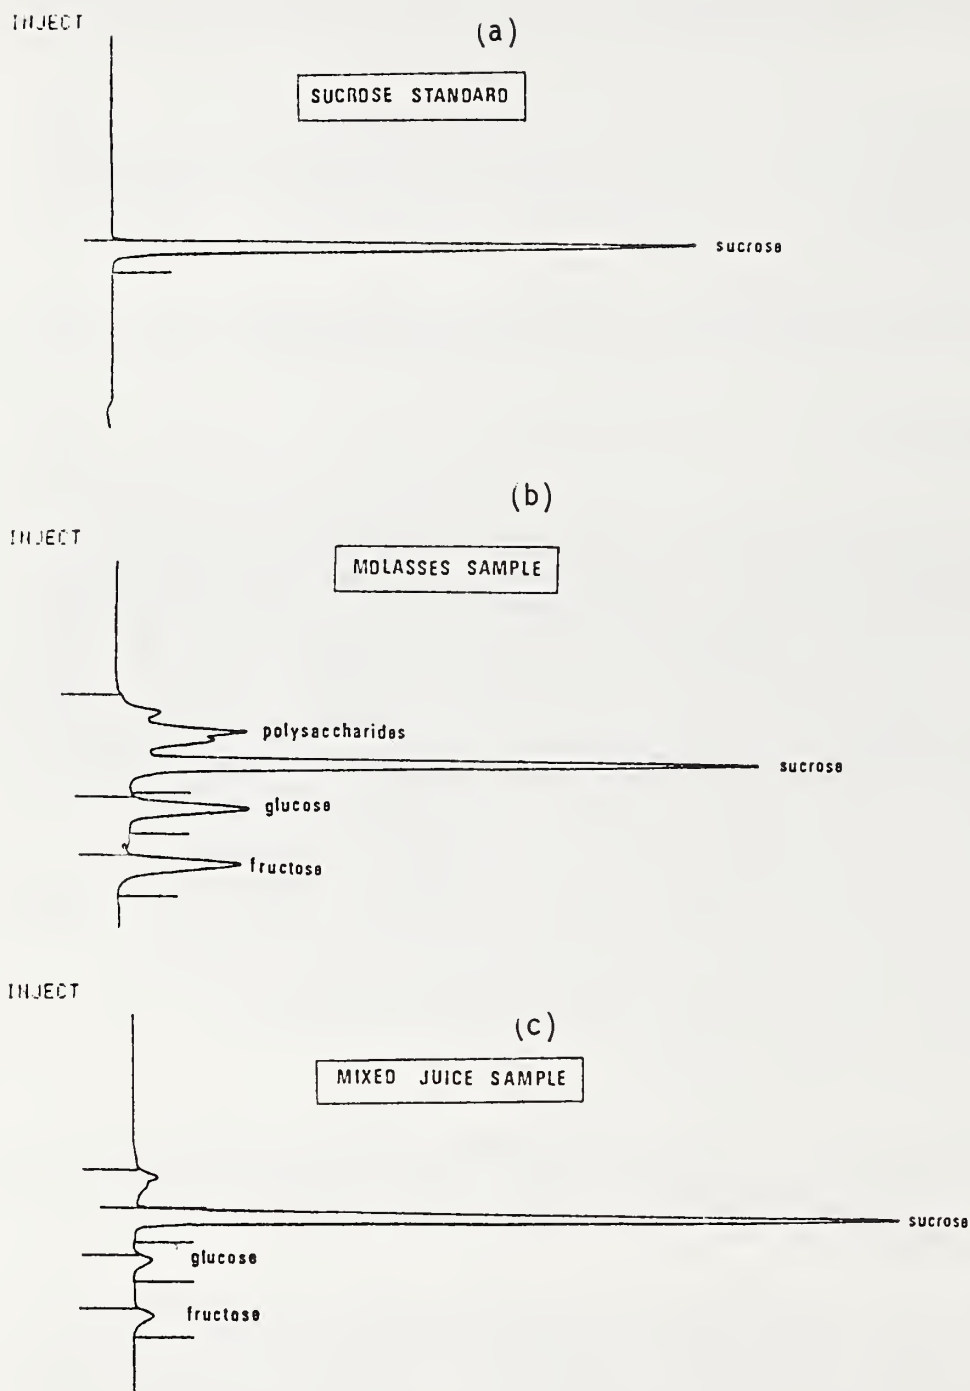 INJECT
(a)
SUCROSE STANDARD
sucrose
(b)
INJECT
MOLASSES SAMPLE
polysaccharides
sucrose
glucose
fructose
INJECT
(c)
MIXED JUICE SAMPLE
sucrose
glucose
fructose